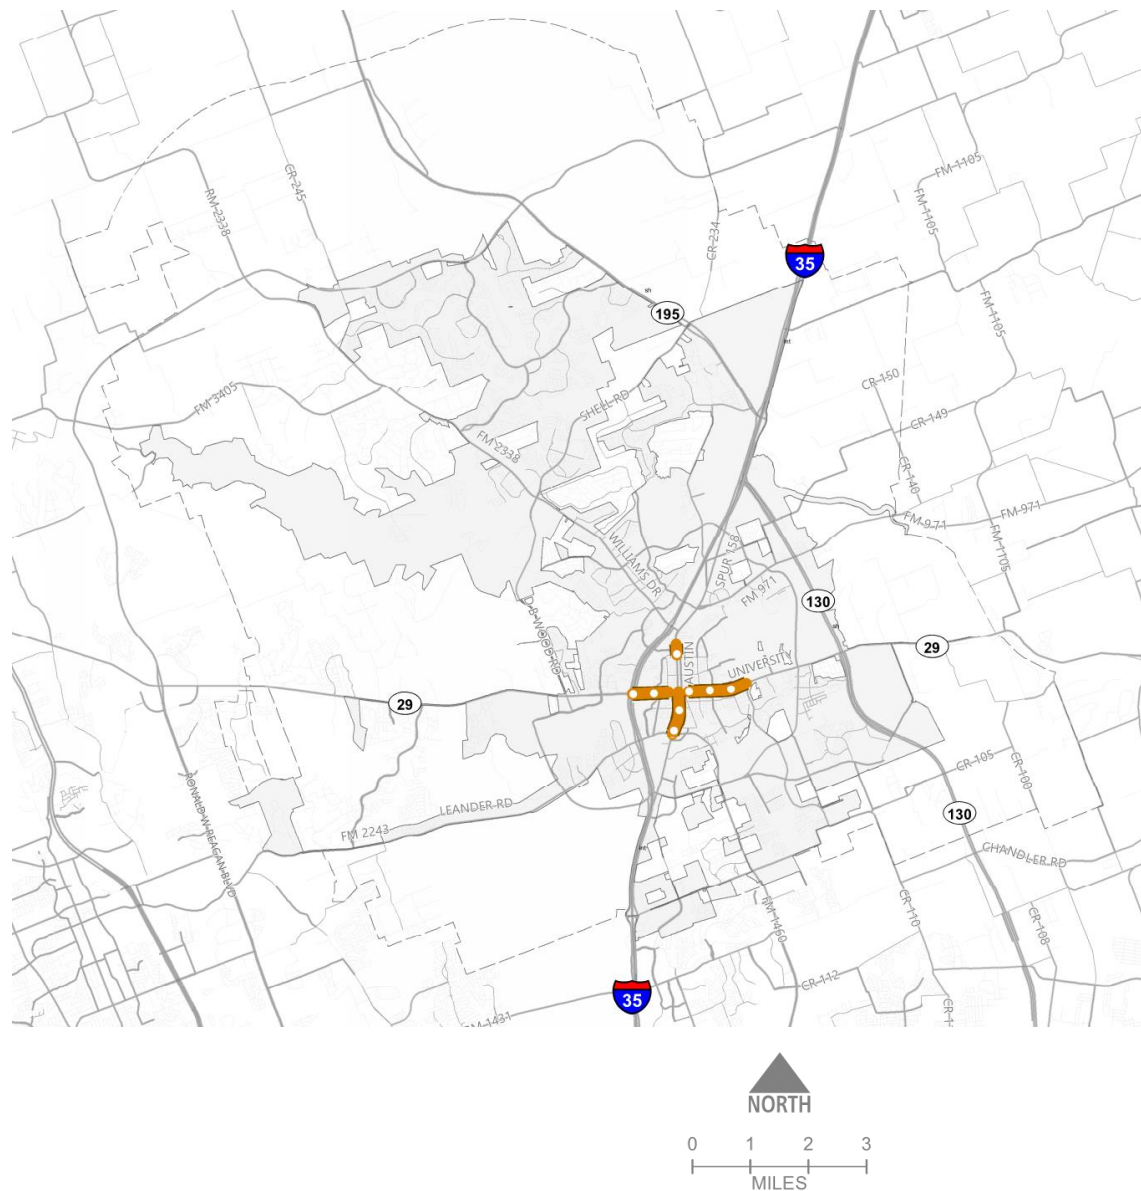 FM 1105
CR 245
RM 2338
FM 1105
CR 234
35
195
FM 1105
CR 150
FM 3405
SHELL RD
CR 149
FM 2338
CR 140
FM 971
FM 971
WILLIAMS DR
SPUR 158
FM 1105
FM 971
130
D B WOOD RD
AUSTIN
UNIVERSITY
29
29
CR 105
CR 100
RONALD W REAGAN BLVD
LEANDER RD
FM 2243
130
CHANDLER RD
FM 1460
CR 110
CR 108
CR 112
35
NORTH
0 1 2 3
MILES